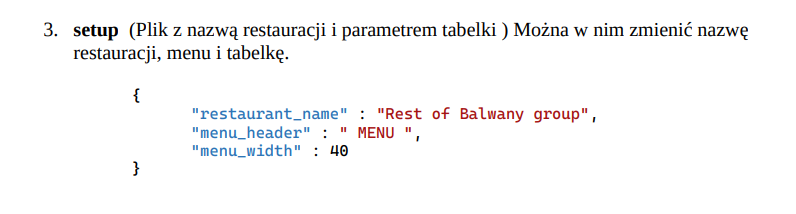 3. setup (Plik z nazwą restauracji i parametrem tabelki ) Można w nim zmienić nazwę
restauracji, menu i tabelkę.
{
"restaurant_name" : "Rest of Balwany group",
"menu_header" : " MENU ",
"menu_width" : 40
}